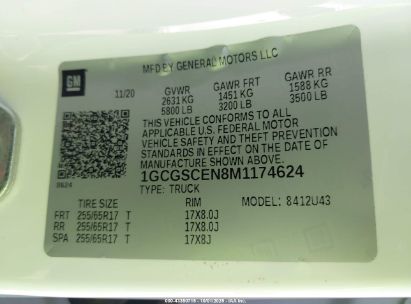 MFD BY GENERAL MOTORS LLC
GM
11/20 GVWR GAWR FRT GAWR RR
2631 KG 1451 KG 1588 KG
5800 LB 3200 LB 3500 LB
THIS VEHICLE CONFORMS TO ALL
APPLICABLE U.S. FEDERAL MOTOR
VEHICLE SAFETY AND THEFT PREVENTION
STANDARDS IN EFFECT ON THE DATE OF
MANUFACTURE SHOWN ABOVE.
1GCGSCEN8M1174624
8624
TYPE: TRUCK MODEL: 8412U43
TIRE SIZE RIM
FRT 255/65R17 T 17X8.0J
RR 255/65R17 T 17X8.0J
SPA 255/65R17 T 17X8J